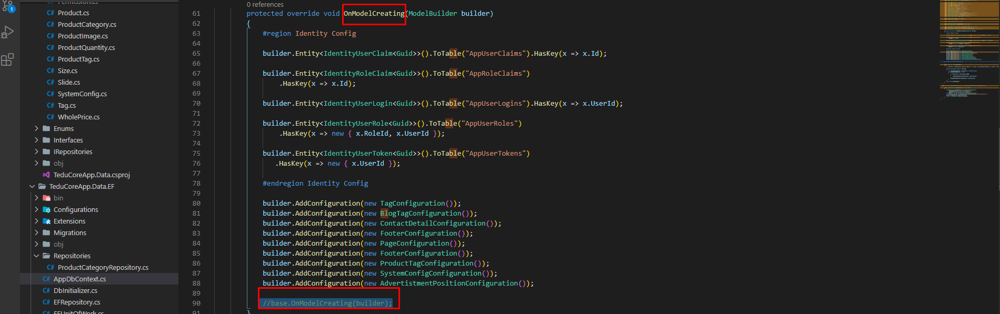 1
Permission.cs
Product.cs
ProductCategory.cs
ProductImage.cs
ProductQuantity.cs
ProductTag.cs
Size.cs
Slide.cs
SystemConfig.cs
Tag.cs
WholePrice.cs
Enums
Interfaces
IRepositories
obj
TeduCoreApp.Data.csproj
TeduCoreApp.Data.EF
bin
Configurations
Extensions
Migrations
obj
Repositories
ProductCategoryRepository.cs
AppDbContext.cs
DbInitializer.cs
EFRepository.cs
EFUnitOfWork.cs
0 references
61 protected override void OnModelCreating(ModelBuilder builder)
62 {
63 #region Identity Config
64
65 builder.Entity<IdentityUserClaim<Guid>>().ToTable("AppUserClaims").HasKey(x => x.Id);
66
67 builder.Entity<IdentityRoleClaim<Guid>>().ToTable("AppRoleClaims")
68 .HasKey(x => x.Id);
69
70 builder.Entity<IdentityUserLogin<Guid>>().ToTable("AppUserLogins").HasKey(x => x.UserId);
71
72 builder.Entity<IdentityUserRole<Guid>>().ToTable("AppUserRoles")
73 .HasKey(x => new { x.RoleId, x.UserId });
74
75 builder.Entity<IdentityUserToken<Guid>>().ToTable("AppUserTokens")
76 .HasKey(x => new { x.UserId });
77
78 #endregion Identity Config
79
80 builder.AddConfiguration(new TagConfiguration());
81 builder.AddConfiguration(new BlogTagConfiguration());
82 builder.AddConfiguration(new ContactDetailConfiguration());
83 builder.AddConfiguration(new FooterConfiguration());
84 builder.AddConfiguration(new PageConfiguration());
85 builder.AddConfiguration(new FooterConfiguration());
86 builder.AddConfiguration(new ProductTagConfiguration());
87 builder.AddConfiguration(new SystemConfigConfiguration());
88 builder.AddConfiguration(new AdvertistmentPositionConfiguration());
89
90 //base.OnModelCreating(builder);
91 }